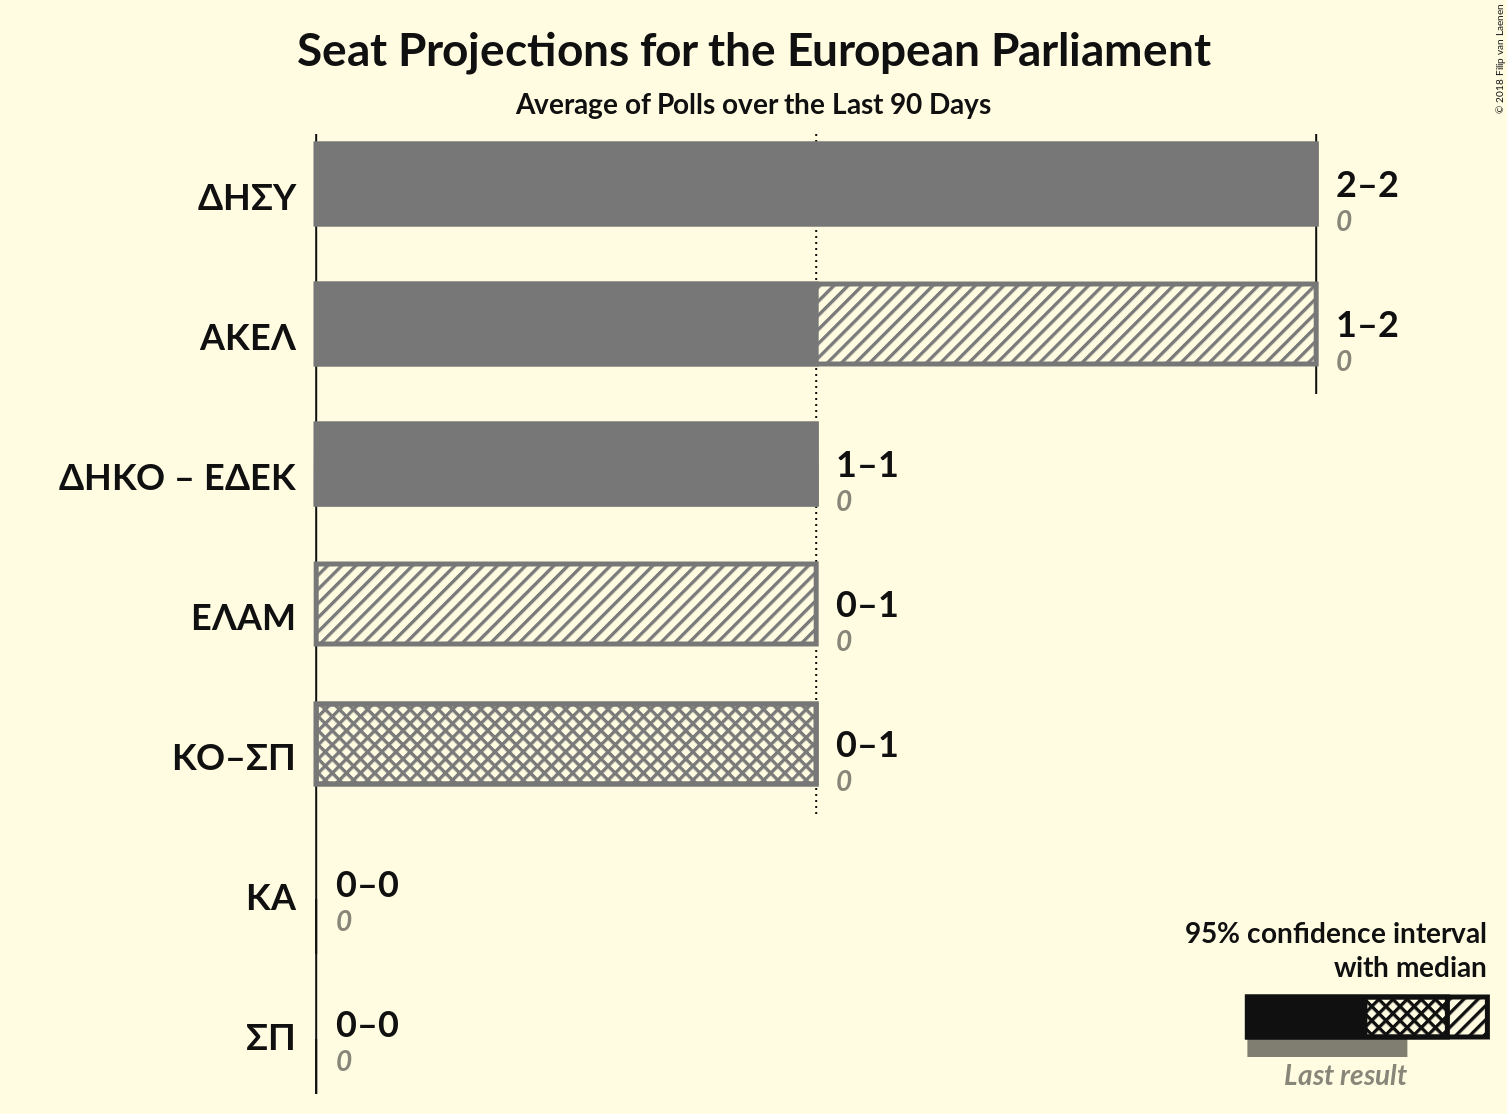 Seat Projections for the European Parliament
Average of Polls over the Last 90 Days
© 2018 Filip van Laenen
ΔΗΣΥ
2–2
0
ΑΚΕΛ
1–2
0
ΔΗΚΟ – ΕΔΕΚ
1–1
0
ΕΛΑΜ
0–1
0
ΚΟ–ΣΠ
0–1
0
ΚΑ
0–0
0
ΣΠ
0–0
0
95% confidence interval
with median
Last result